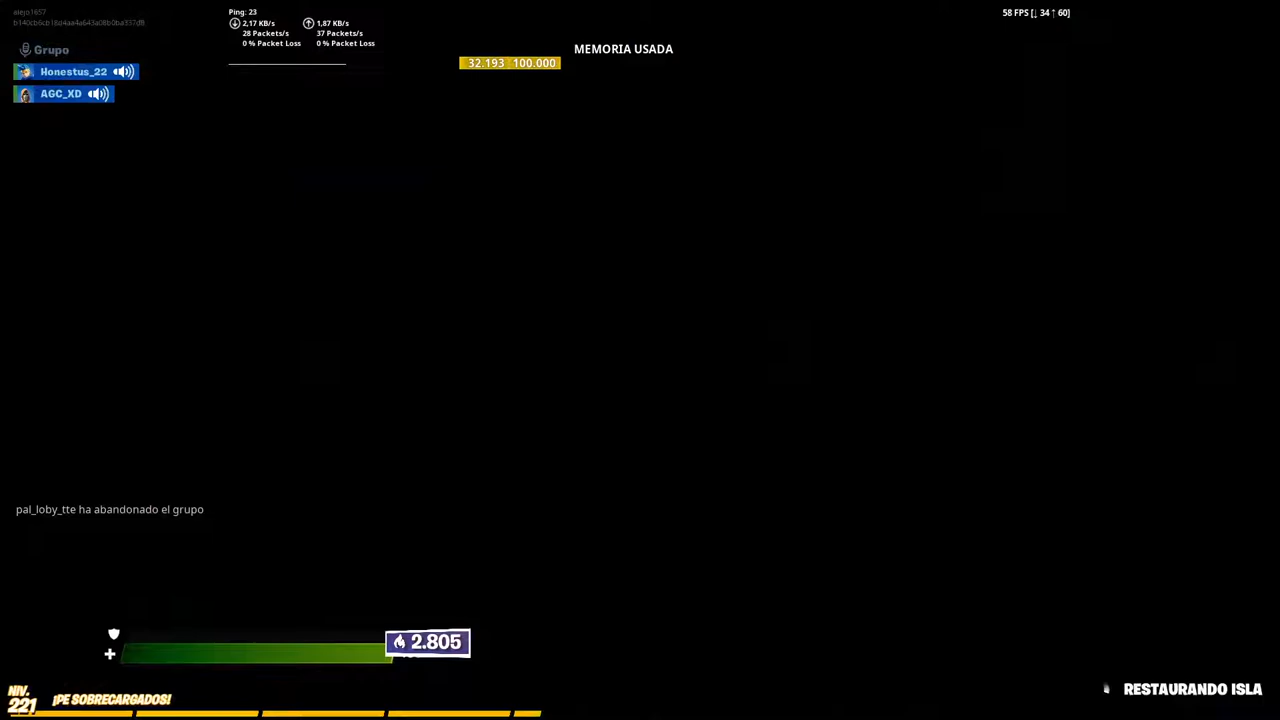 alejo1657
Ping: 23
2,17 KB/s 1,87 KB/s
28 Packets/s 37 Packets/s
0 % Packet Loss 0 % Packet Loss
58 FPS [↓ 34 ↑ 60]
MEMORIA USADA
32.193 100.000
Grupo
Honestus_22
AGC_XD
pal_loby_tte ha abandonado el grupo
2.805
NIV.
221
¡PE SOBRECARGADOS!
RESTAURANDO ISLA